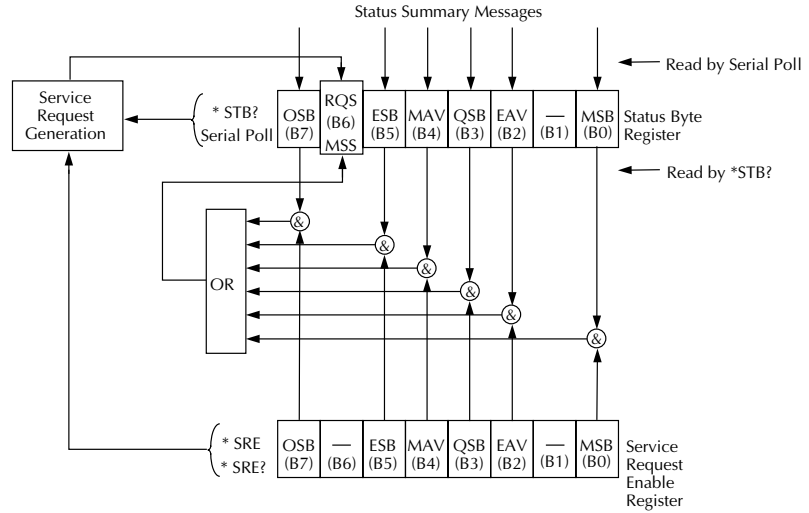 Status Summary Messages
Read by Serial Poll
Service
Request
Generation
* STB?
Serial Poll
OSB
(B7)
RQS
(B6)
MSS
ESB
(B5)
MAV
(B4)
QSB
(B3)
EAV
(B2)
—
(B1)
MSB
(B0)
Status Byte
Register
Read by *STB?
OR
&
&
&
&
&
&
* SRE
* SRE?
OSB
(B7)
—
(B6)
ESB
(B5)
MAV
(B4)
QSB
(B3)
EAV
(B2)
—
(B1)
MSB
(B0)
Service
Request
Enable
Register